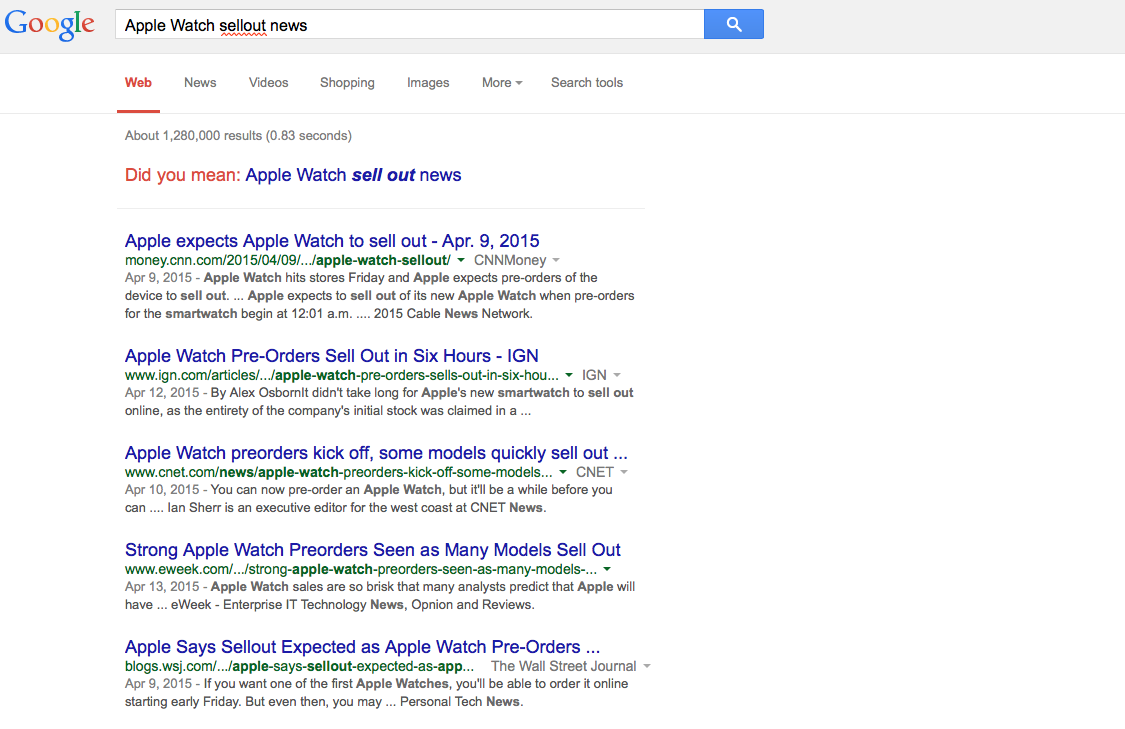 Google
Apple Watch sellout news
Web News Videos Shopping Images More Search tools
About 1,280,000 results (0.83 seconds)
Did you mean: Apple Watch sell out news
Apple expects Apple Watch to sell out - Apr. 9, 2015
money.cnn.com/2015/04/09/.../apple-watch-sellout/ CNNMoney
Apr 9, 2015 - Apple Watch hits stores Friday and Apple expects pre-orders of the
device to sell out. ... Apple expects to sell out of its new Apple Watch when pre-orders
for the smartwatch begin at 12:01 a.m. .... 2015 Cable News Network.
Apple Watch Pre-Orders Sell Out in Six Hours - IGN
www.ign.com/articles/.../apple-watch-pre-orders-sells-out-in-six-hou... IGN
Apr 12, 2015 - By Alex OsbornIt didn't take long for Apple's new smartwatch to sell out
online, as the entirety of the company's initial stock was claimed in a ...
Apple Watch preorders kick off, some models quickly sell out ...
www.cnet.com/news/apple-watch-preorders-kick-off-some-models... CNET
Apr 10, 2015 - You can now pre-order an Apple Watch, but it'll be a while before you
can .... Ian Sherr is an executive editor for the west coast at CNET News.
Strong Apple Watch Preorders Seen as Many Models Sell Out
www.eweek.com/.../strong-apple-watch-preorders-seen-as-many-models-...
Apr 13, 2015 - Apple Watch sales are so brisk that many analysts predict that Apple will
have ... eWeek - Enterprise IT Technology News, Opnion and Reviews.
Apple Says Sellout Expected as Apple Watch Pre-Orders ...
blogs.wsj.com/.../apple-says-sellout-expected-as-app... The Wall Street Journal
Apr 9, 2015 - If you want one of the first Apple Watches, you'll be able to order it online
starting early Friday. But even then, you may ... Personal Tech News.